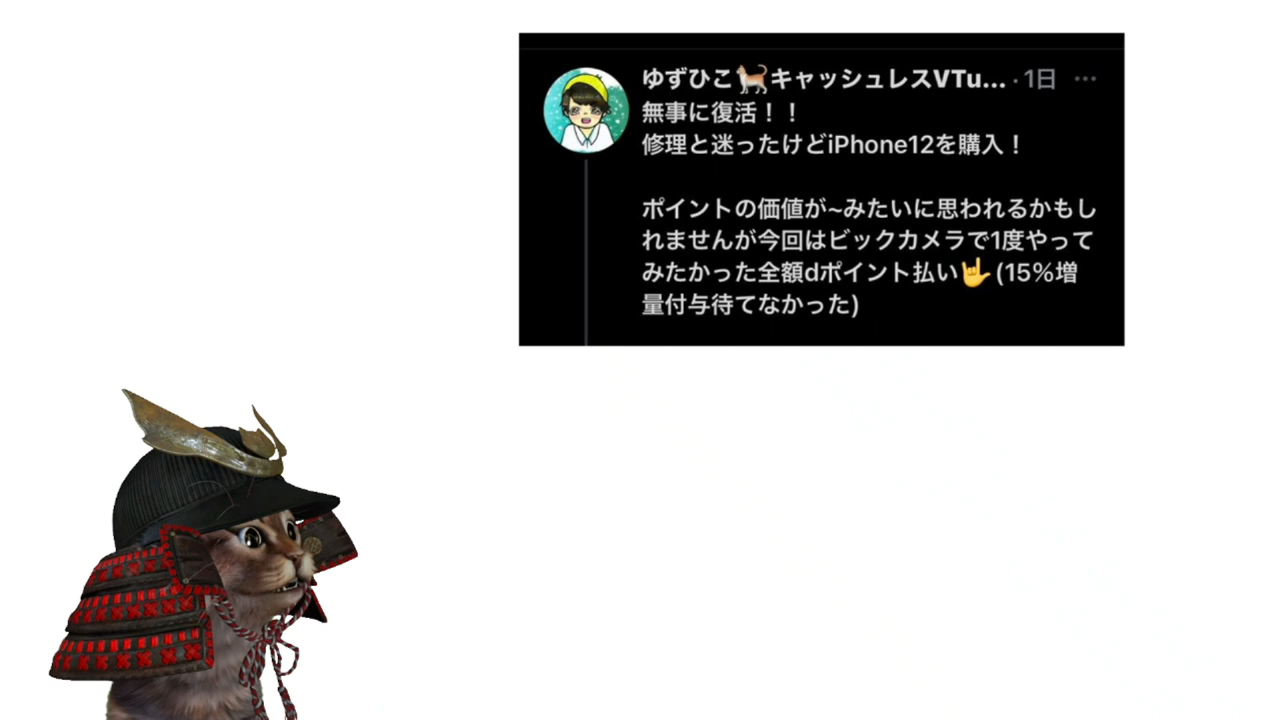 ゆずひこ🐈キャッシュレスVTu... · 1日 ···
無事に復活！！
修理と迷ったけどiPhone12を購入！
ポイントの価値が~みたいに思われるかもし
れませんが今回はビックカメラで1度やって
みたかった全額dポイント払い🤟(15%増
量付与待てなかった)